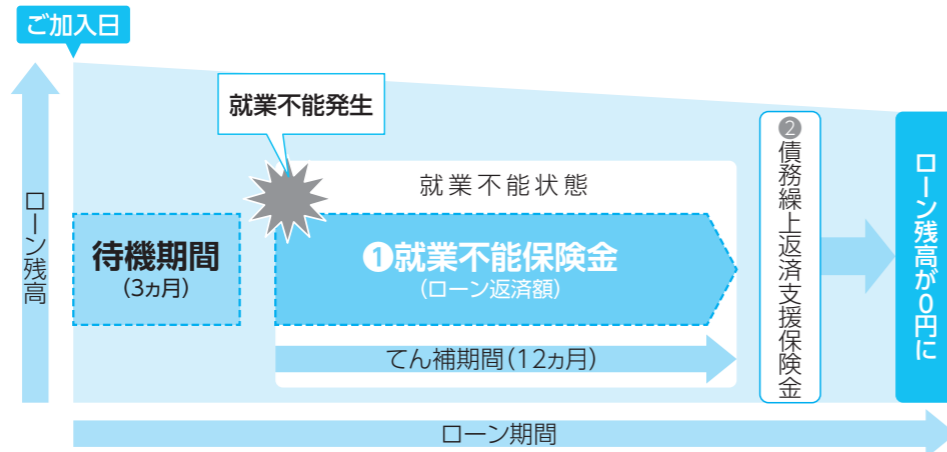 ご加入日
就業不能発生
就業不能状態
ローン残高
待機期間
(3ヵ月)
❶就業不能保険金
(ローン返済額)
てん補期間(12ヵ月)
❷債務繰上返済支援保険金
ローン残高が0円に
ローン期間